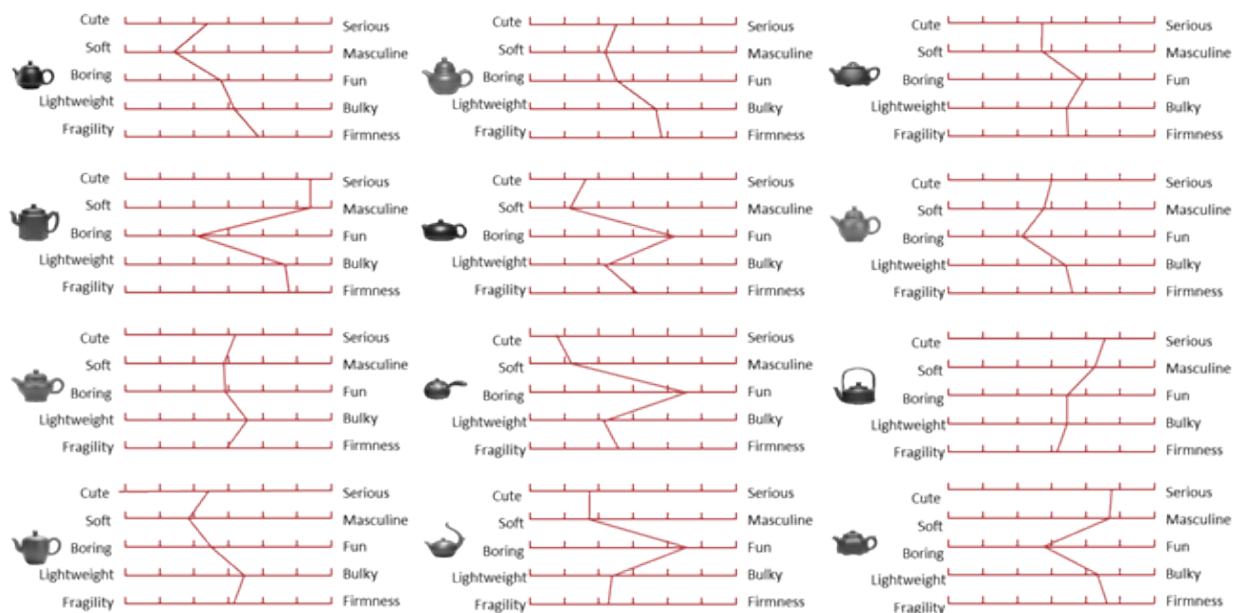 Cute Serious
Soft Masculine
Boring Fun
Lightweight Bulky
Fragility Firmness
Cute Serious
Soft Masculine
Boring Fun
Lightweight Bulky
Fragility Firmness
Cute Serious
Soft Masculine
Boring Fun
Lightweight Bulky
Fragility Firmness
Cute Serious
Soft Masculine
Boring Fun
Lightweight Bulky
Fragility Firmness
Cute Serious
Soft Masculine
Boring Fun
Lightweight Bulky
Fragility Firmness
Cute Serious
Soft Masculine
Boring Fun
Lightweight Bulky
Fragility Firmness
Cute Serious
Soft Masculine
Boring Fun
Lightweight Bulky
Fragility Firmness
Cute Serious
Soft Masculine
Boring Fun
Lightweight Bulky
Fragility Firmness
Cute Serious
Soft Masculine
Boring Fun
Lightweight Bulky
Fragility Firmness
Cute Serious
Soft Masculine
Boring Fun
Lightweight Bulky
Fragility Firmness
Cute Serious
Soft Masculine
Boring Fun
Lightweight Bulky
Fragility Firmness
Cute Serious
Soft Masculine
Boring Fun
Lightweight Bulky
Fragility Firmness